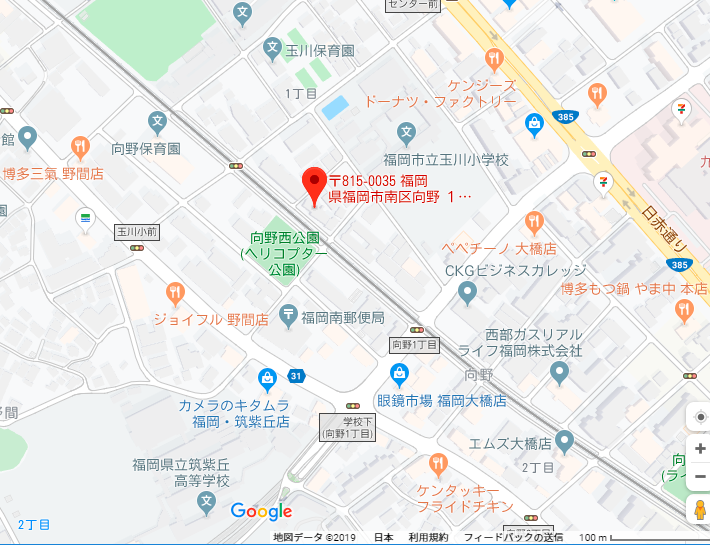 センター前
玉川保育園
ケンジーズ
ドーナツ・ファクトリー
1丁目
385
館
向野保育園
福岡市立玉川小学校
博多三氣 野間店
〒815-0035 福岡
県福岡市南区向野 １…
九
日赤通り
玉川小前
向野西公園
(ヘリコプター
公園)
ベベチーノ 大橋店
385
CKGビジネスカレッジ
博多もつ鍋 やま中 本店
ジョイフル 野間店
福岡南郵便局
西部ガスリアル
ライフ福岡株式会社
向野1丁目
向野
31
カメラのキタムラ
福岡・筑紫丘店
眼鏡市場 福岡大橋店
野間
学校下
(向野1丁目)
エムズ大橋店
2丁目
向
(ラィ
福岡県立筑紫丘
高等学校
ケンタッキー
フライドチキン
2丁目
Google
地図データ ©2019
日本
利用規約
フィードバックの送信
100 m